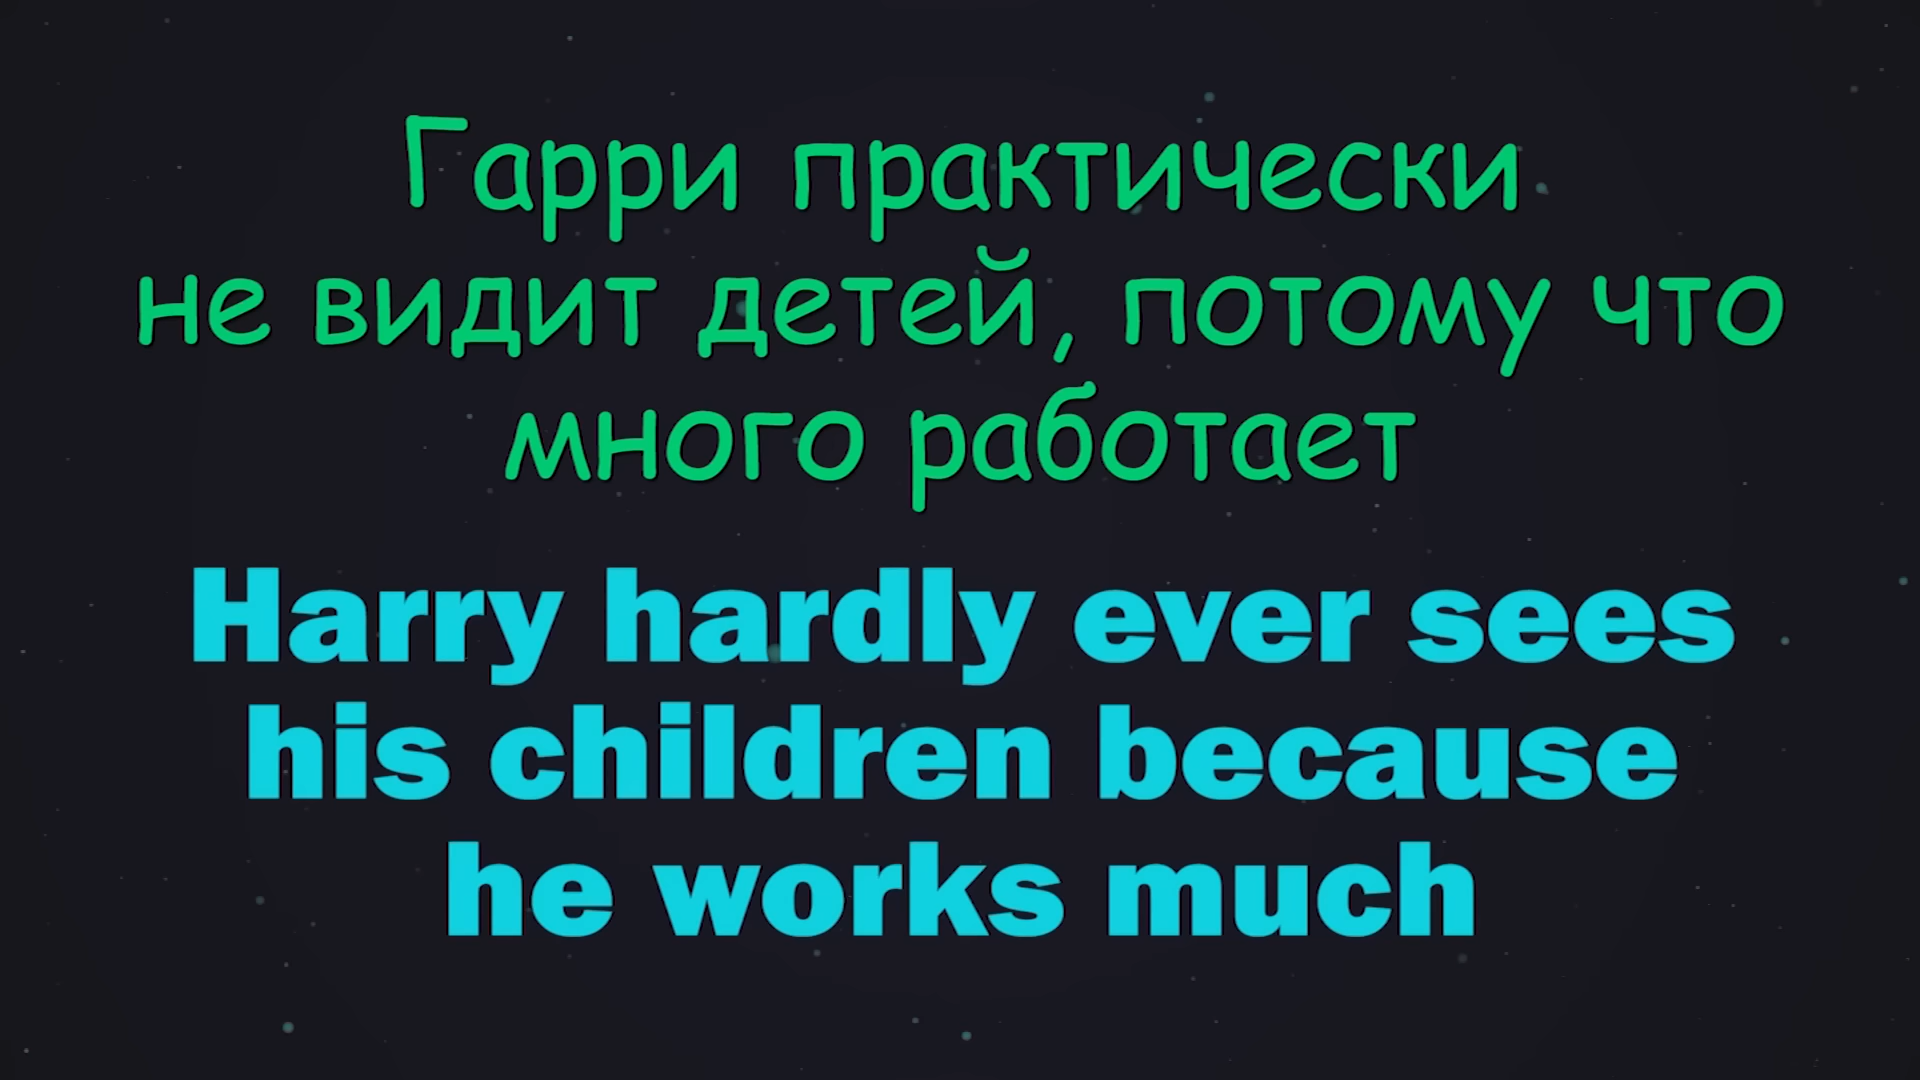 Гарри практически
не видит детей, потому что
много работает
Harry hardly ever sees
his children because
he works much